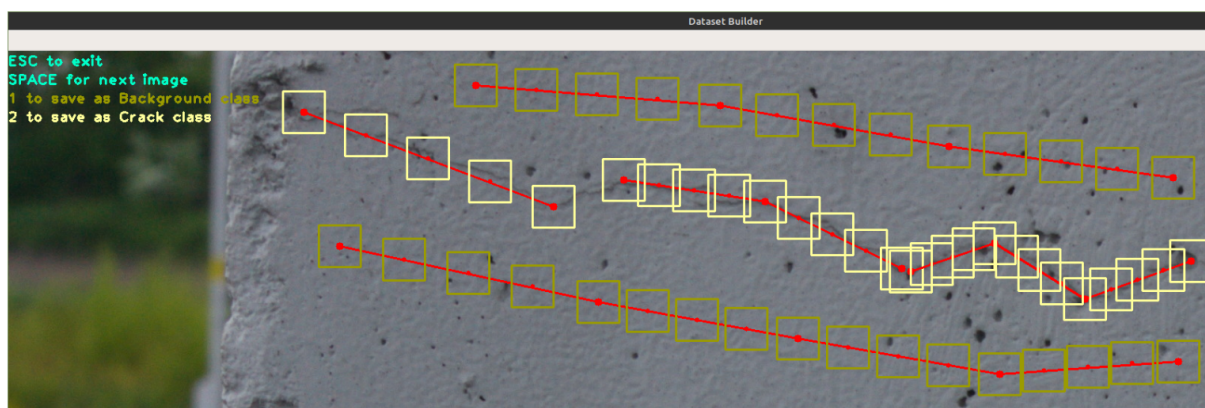 Dataset Builder
ESC to exit
SPACE for next image
1 to save as Background class
2 to save as Crack class